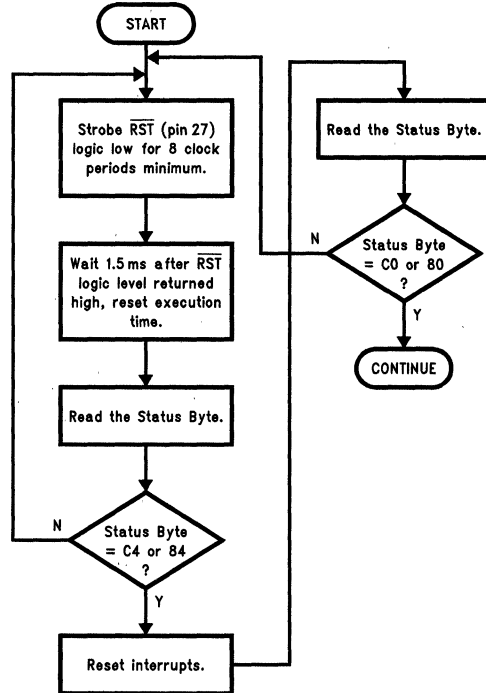 START
Strobe R̅S̅T̅ (pin 27)
logic low for 8 clock
periods minimum.
Wait 1.5 ms after R̅S̅T̅
logic level returned
high, reset execution
time.
Read the Status Byte.
N
Status Byte
= C4 or 84
?
Y
Reset interrupts.
Read the Status Byte.
N
Status Byte
= C0 or 80
?
Y
CONTINUE